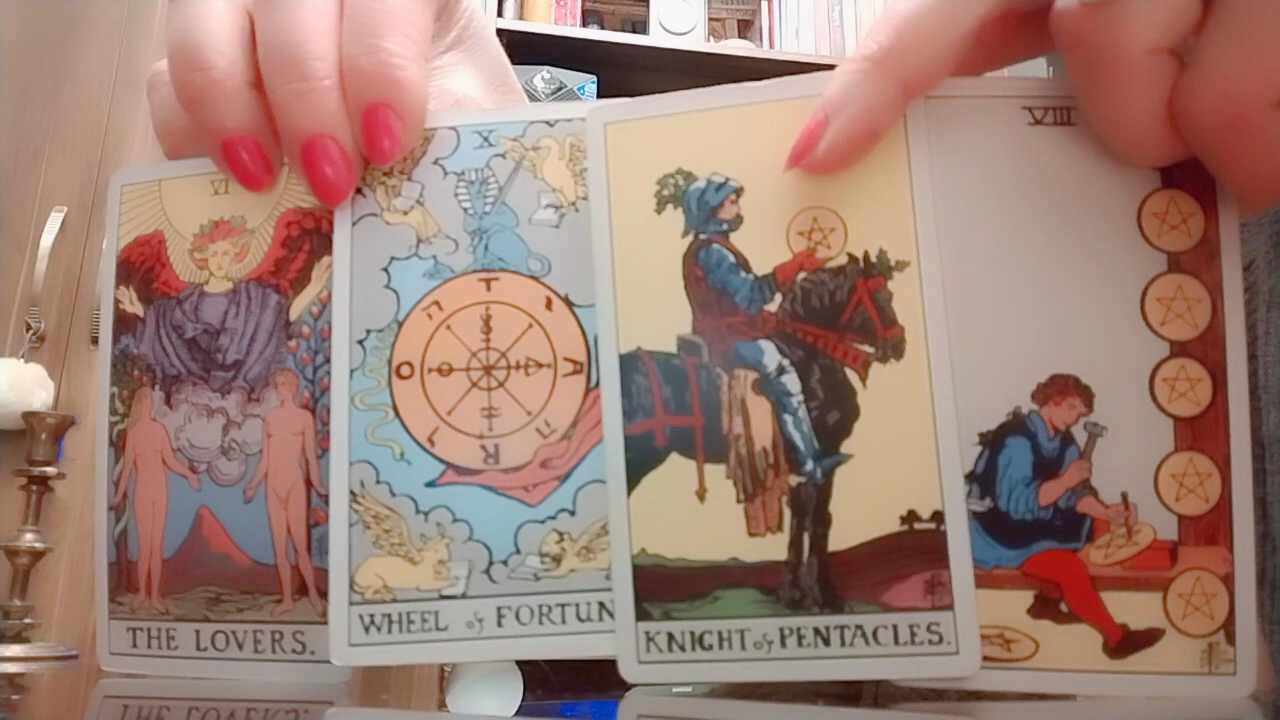 VI
THE LOVERS.
X
T
A
R
O
WHEEL of FORTUN
KNIGHT of PENTACLES.
VIII